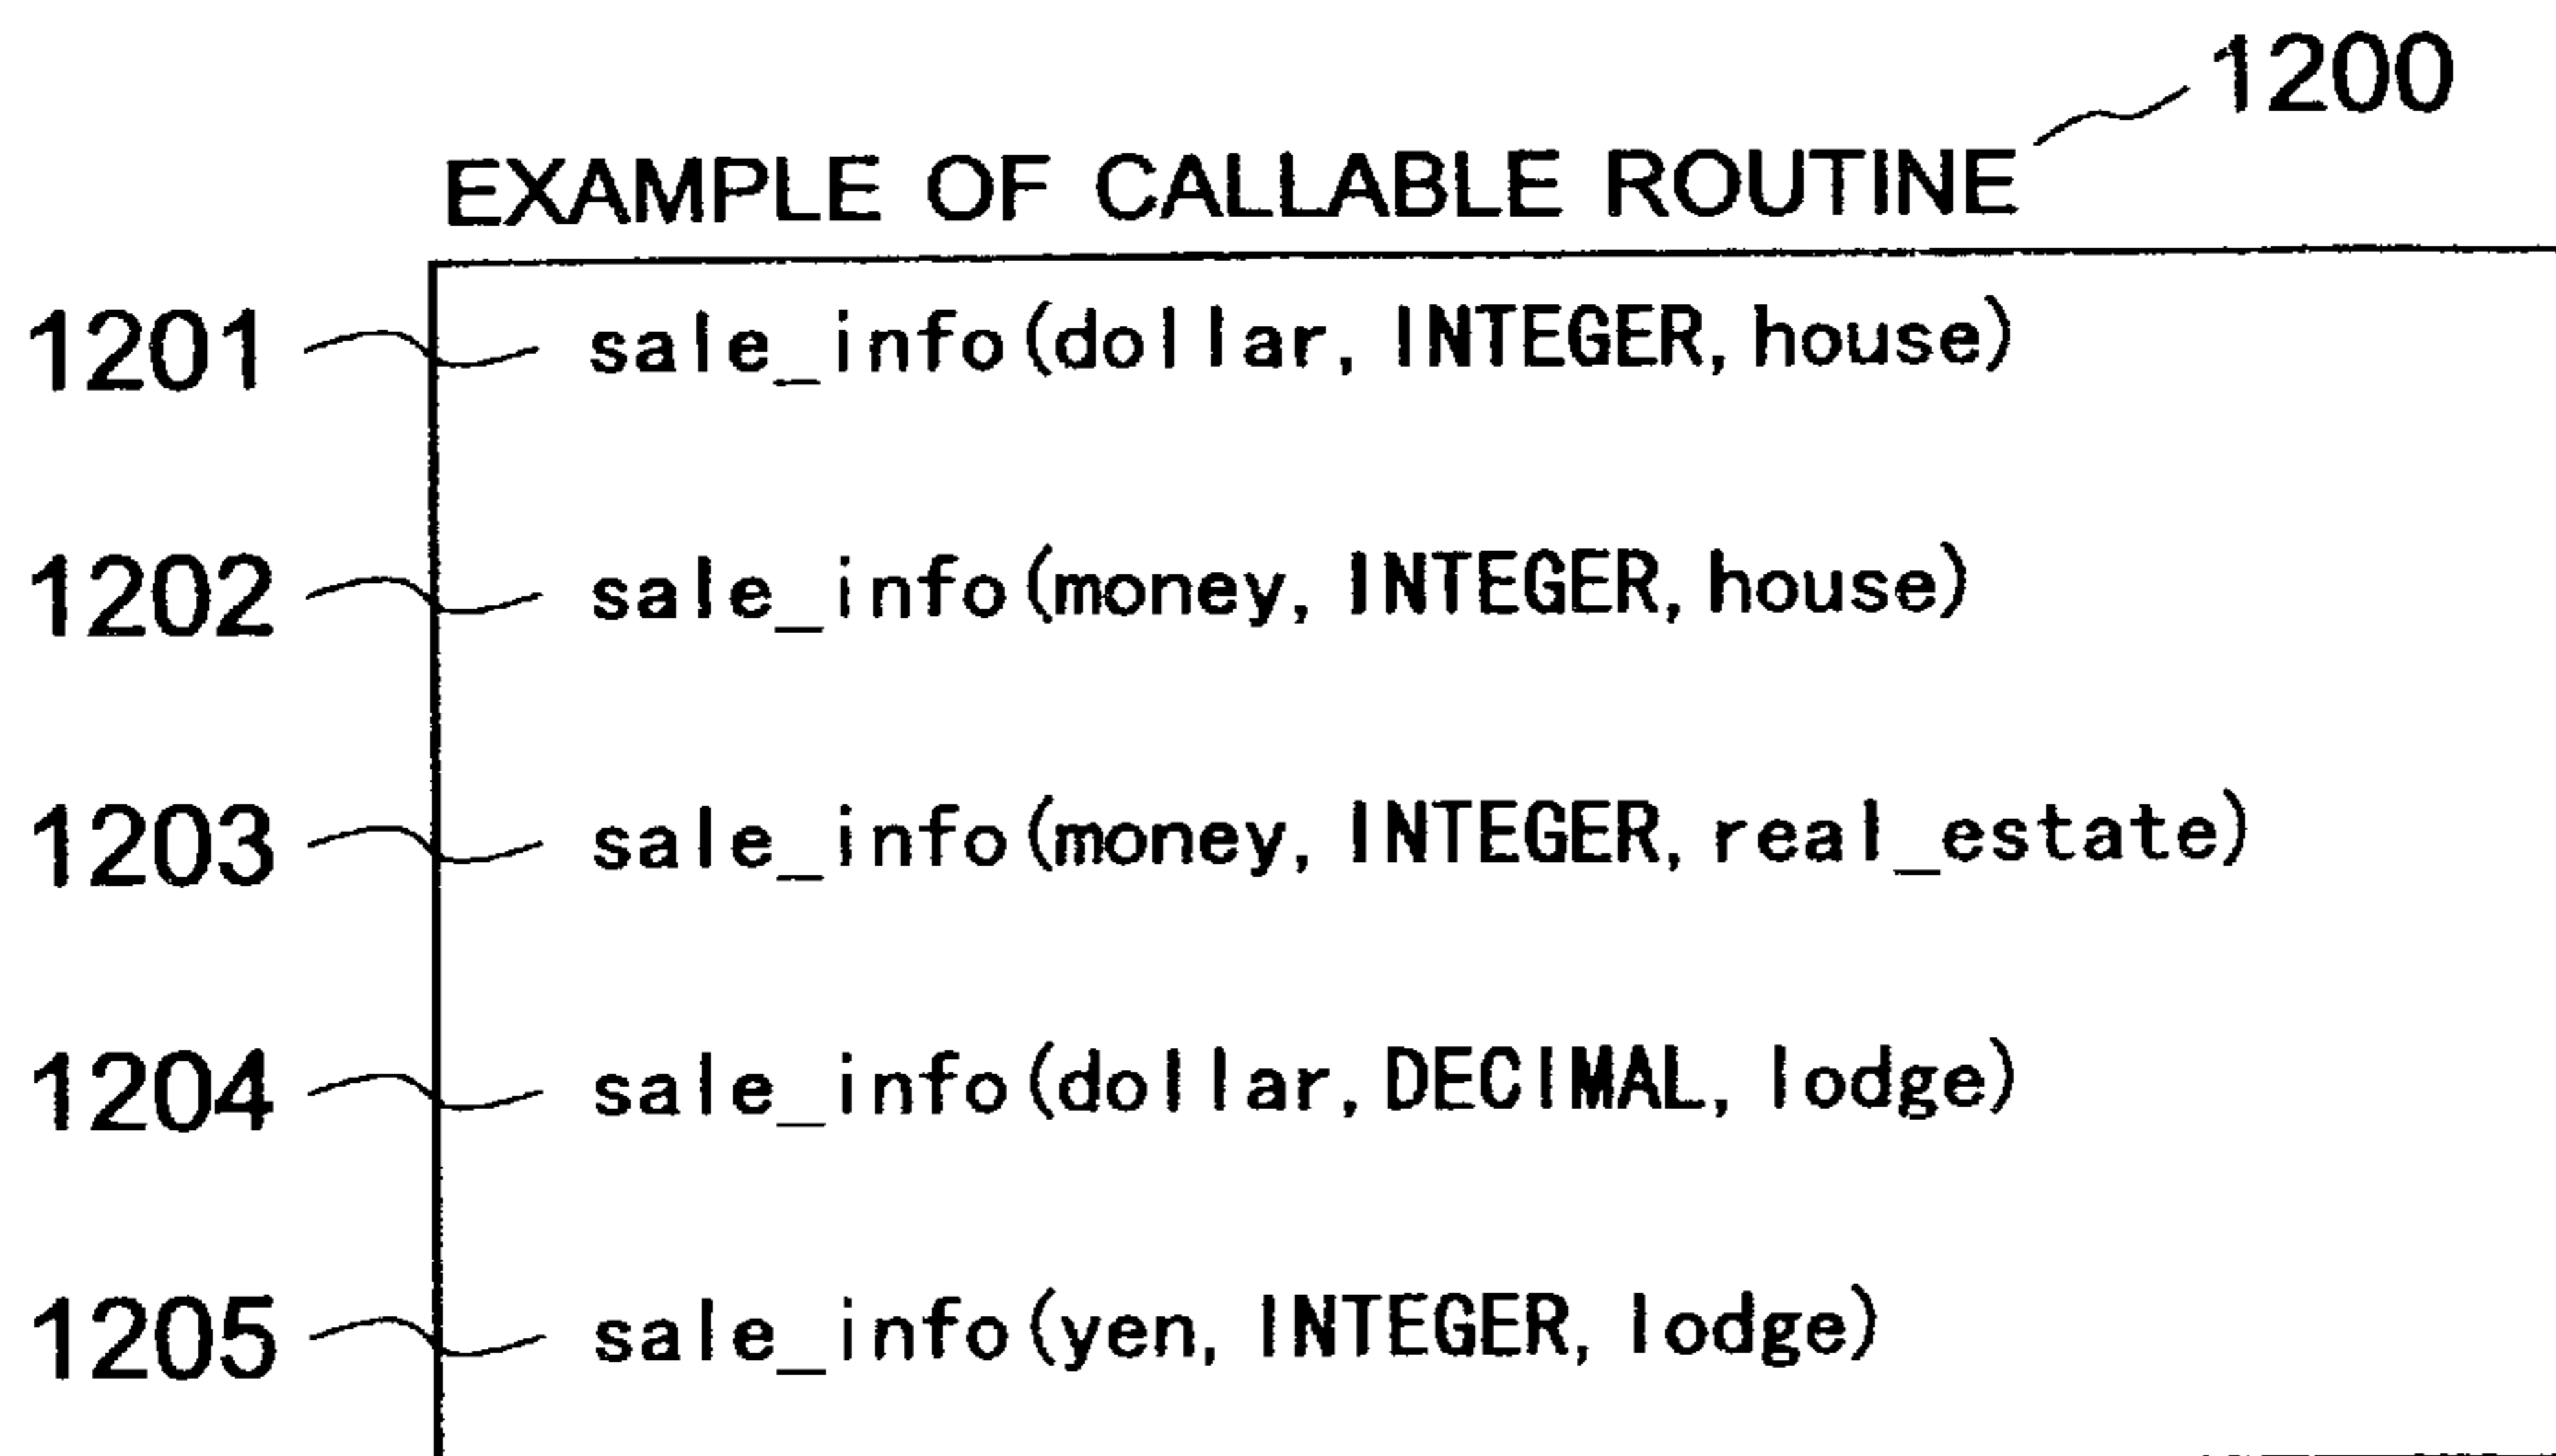 1200
EXAMPLE OF CALLABLE ROUTINE
1201 sale_info(dollar, INTEGER, house)
1202 sale_info(money, INTEGER, house)
1203 sale_info(money, INTEGER, real_estate)
1204 sale_info(dollar, DECIMAL, lodge)
1205 sale_info(yen, INTEGER, lodge)